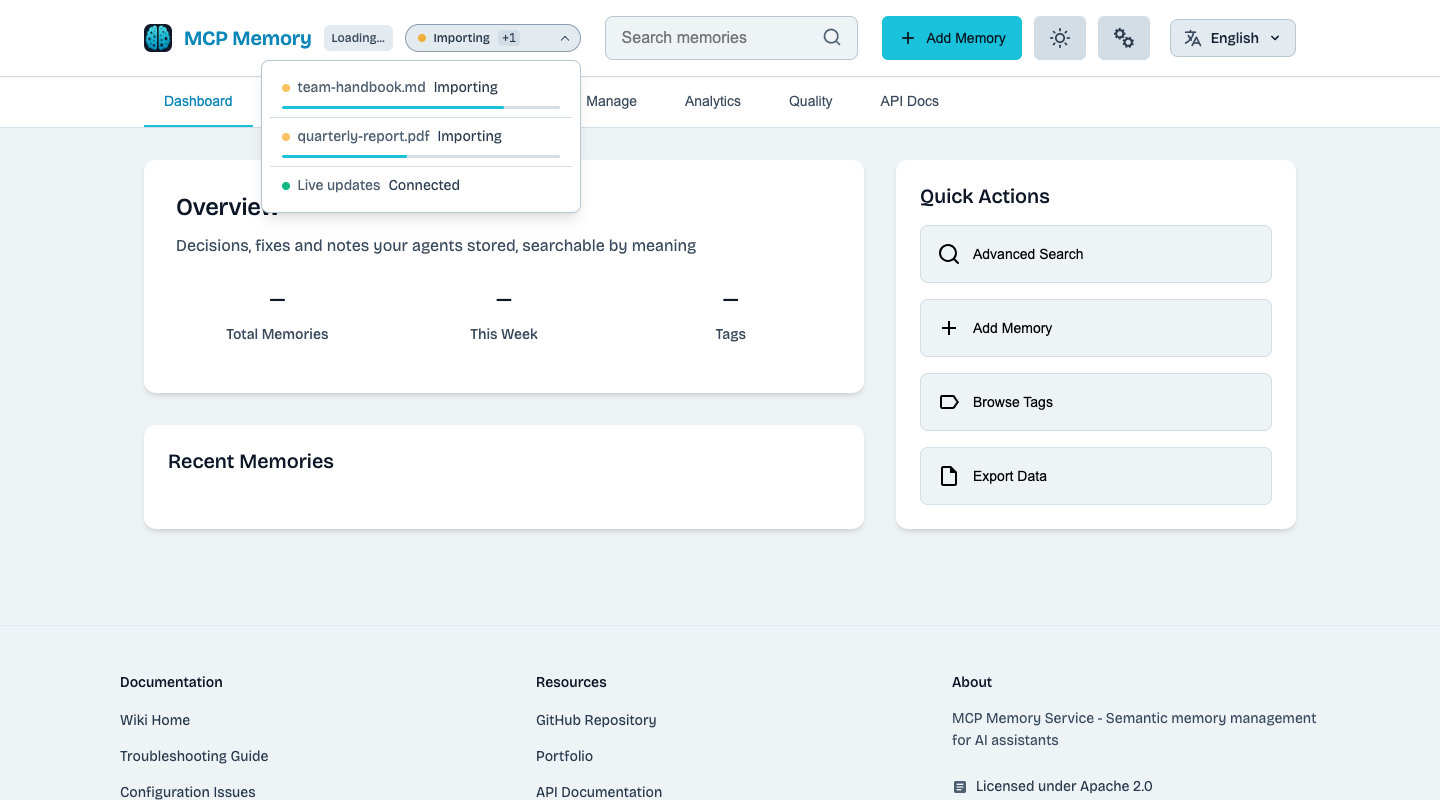 MCP Memory
Loading...
Importing +1
Search memories
Add Memory
English
team-handbook.md Importing
quarterly-report.pdf Importing
Live updates Connected
Dashboard
Manage
Analytics
Quality
API Docs
Overview
Decisions, fixes and notes your agents stored, searchable by meaning
–
Total Memories
–
This Week
–
Tags
Recent Memories
Quick Actions
Advanced Search
Add Memory
Browse Tags
Export Data
Documentation
Wiki Home
Troubleshooting Guide
Configuration Issues
Resources
GitHub Repository
Portfolio
API Documentation
About
MCP Memory Service - Semantic memory management
for AI assistants
Licensed under Apache 2.0